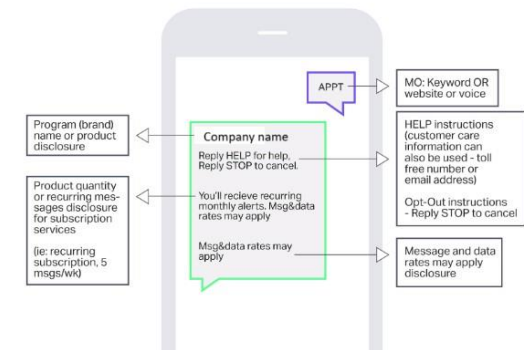 APPT
MO: Keyword OR
website or voice
Program (brand)
name or product
disclosure
Company name
Reply HELP for help,
Reply STOP to cancel.
HELP instructions
(customer care
information can
also be used - toll
free number or
email address)
Opt-Out instructions
- Reply STOP to cancel
Product quantity
or recurring mes-
sages disclosure
for subscription
services
(ie: recurring
subscription, 5
msgs/wk)
You'll recieve recurring
monthly alerts. Msg&data
rates may apply
Msg&data rates may
apply
Message and data
rates may apply
disclosure